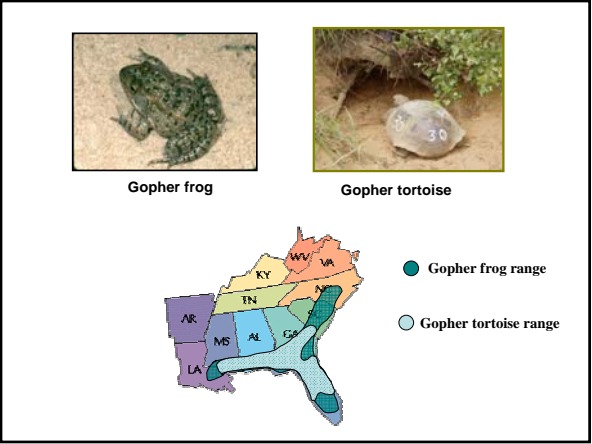 30
Gopher frog
Gopher tortoise
WV
VA
KY
TN
AR
MS
AL
GA
LA
Gopher frog range
Gopher tortoise range